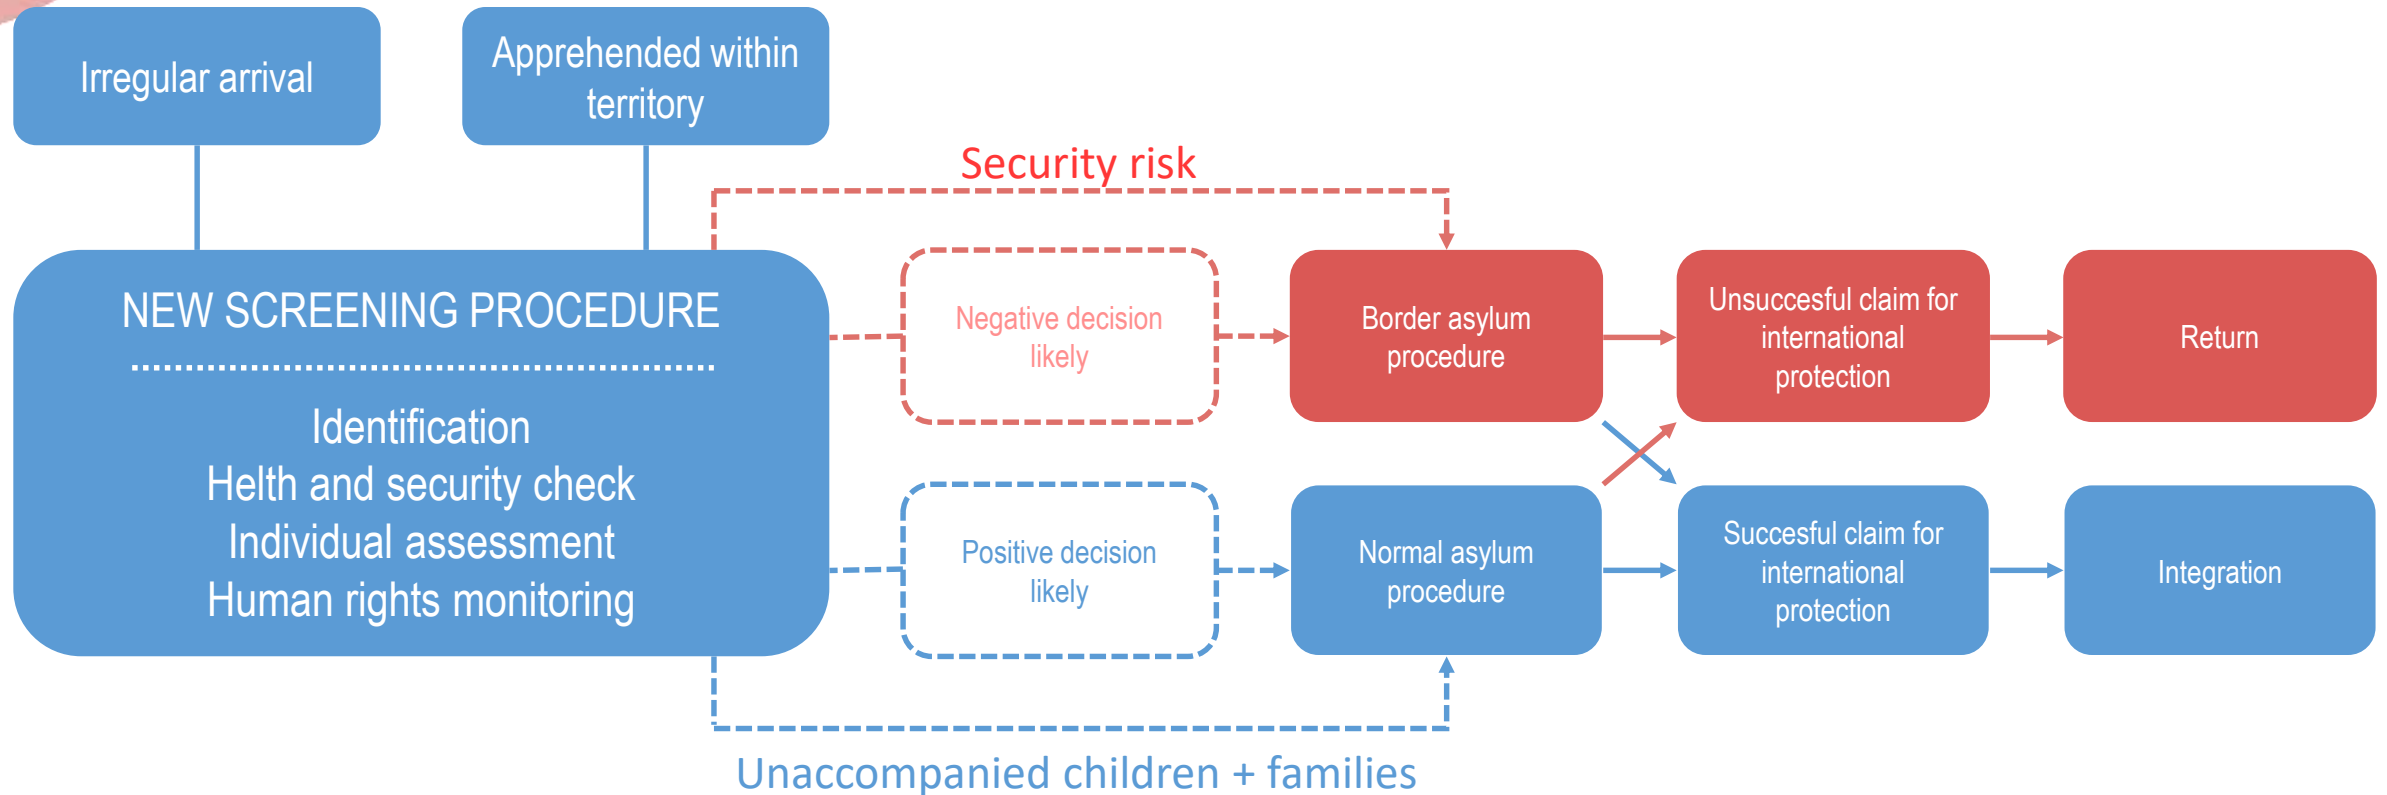 Irregular arrival
Apprehended within
territory
Security risk
NEW SCREENING PROCEDURE
Identification
Helth and security check
Individual assessment
Human rights monitoring
Negative decision
likely
Border asylum
procedure
Unsuccesful claim for
international
protection
Return
Positive decision
likely
Normal asylum
procedure
Succesful claim for
international
protection
Integration
Unaccompanied children + families